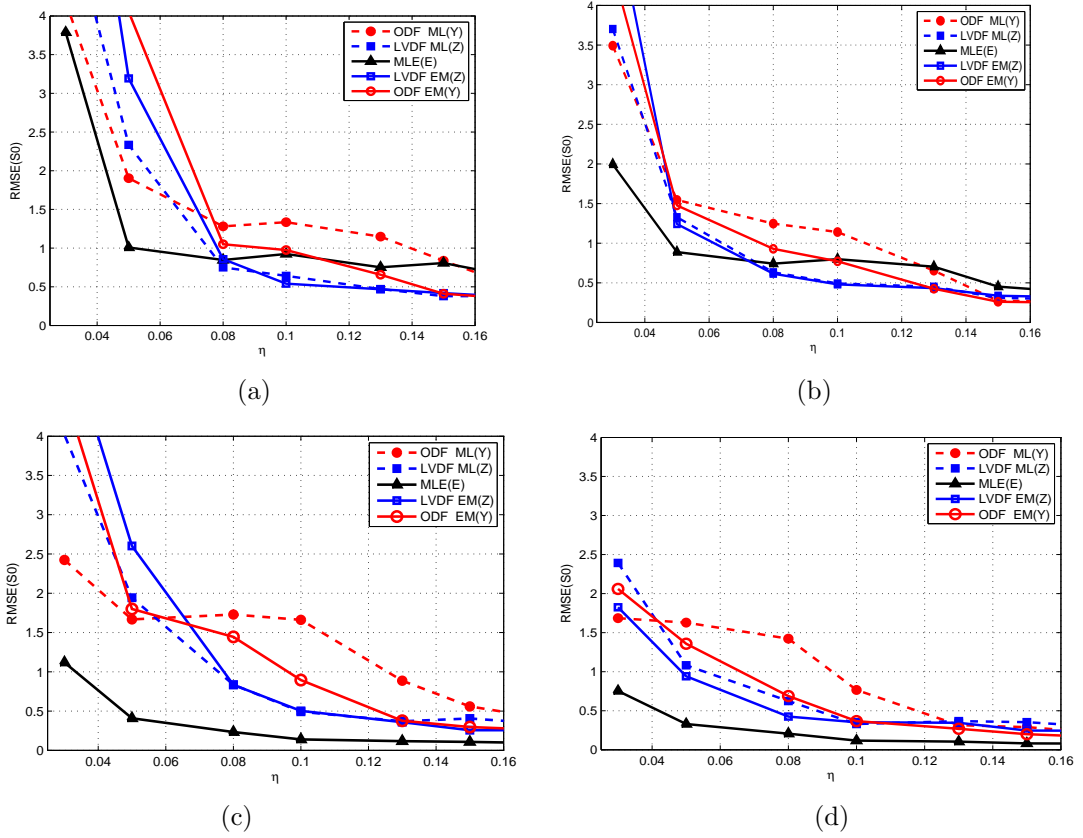 4
3.5
3
2.5
2
1.5
1
0.5
0
RMSE(S0)
0.04 0.06 0.08 0.1 0.12 0.14 0.16
η
ODF ML(Y)
LVDF ML(Z)
MLE(E)
LVDF EM(Z)
ODF EM(Y)
(a)
4
3.5
3
2.5
2
1.5
1
0.5
0
RMSE(S0)
0.04 0.06 0.08 0.1 0.12 0.14 0.16
η
ODF ML(Y)
LVDF ML(Z)
MLE(E)
LVDF EM(Z)
ODF EM(Y)
(b)
4
3.5
3
2.5
2
1.5
1
0.5
0
RMSE(S0)
0.04 0.06 0.08 0.1 0.12 0.14 0.16
η
ODF ML(Y)
LVDF ML(Z)
MLE(E)
LVDF EM(Z)
ODF EM(Y)
(c)
4
3.5
3
2.5
2
1.5
1
0.5
0
RMSE(S0)
0.04 0.06 0.08 0.1 0.12 0.14 0.16
η
ODF ML(Y)
LVDF ML(Z)
MLE(E)
LVDF EM(Z)
ODF EM(Y)
(d)